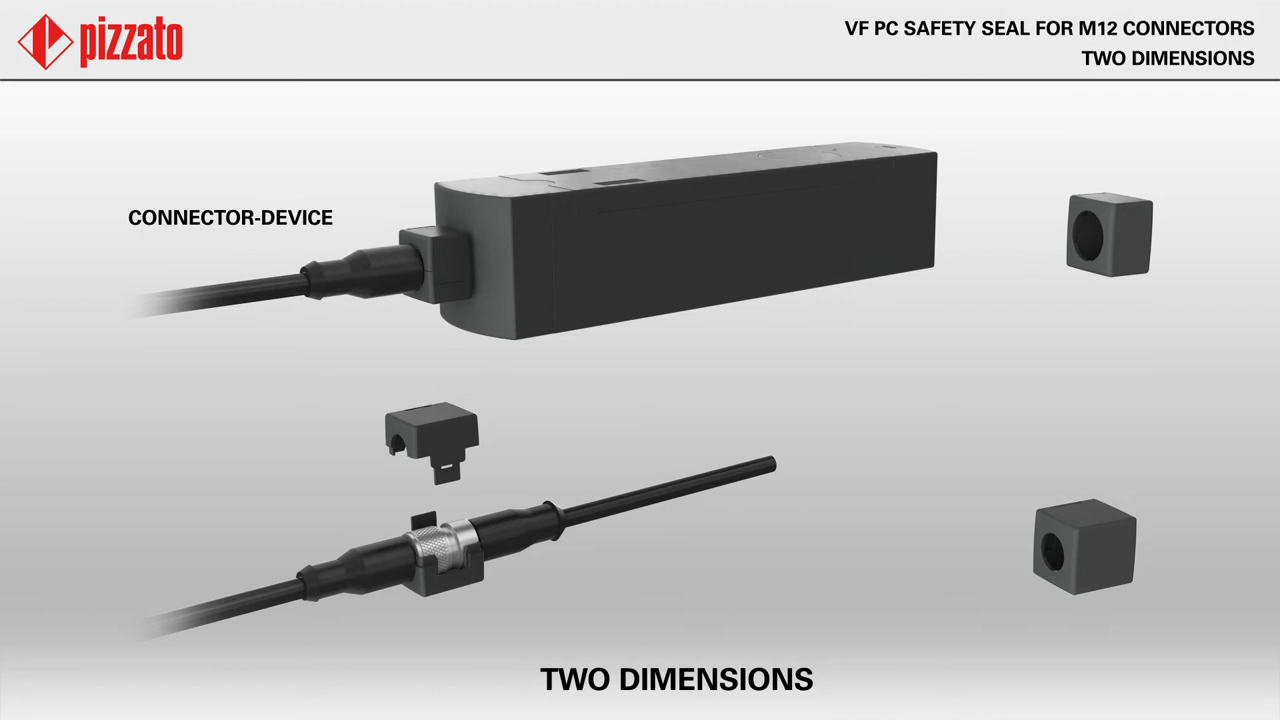 pizzato
VF PC SAFETY SEAL FOR M12 CONNECTORS
TWO DIMENSIONS
CONNECTOR-DEVICE
TWO DIMENSIONS